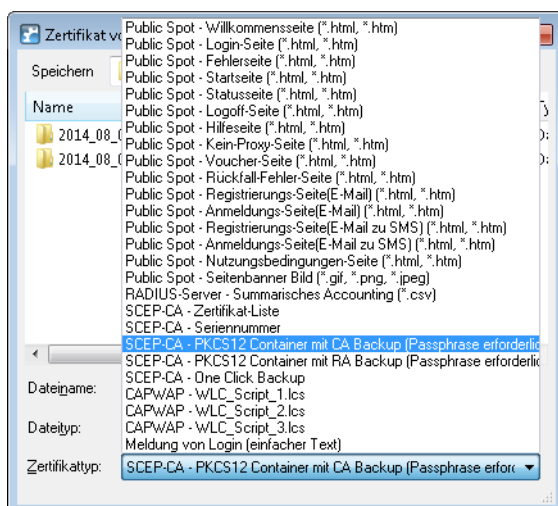 Zertifikat
Public Spot - Willkommensseite (*.html, *.htm)
Public Spot - Login-Seite (*.html, *.htm)
Public Spot - Fehlerseite (*.html, *.htm)
Public Spot - Startseite (*.html, *.htm)
Public Spot - Statusseite (*.html, *.htm)
Public Spot - Logoff-Seite (*.html, *.htm)
Public Spot - Hilfeseite (*.html, *.htm)
Public Spot - Kein-Proxy-Seite (*.html, *.htm)
Public Spot - Voucher-Seite (*.html, *.htm)
Public Spot - Rückfall-Fehler-Seite (*.html, *.htm)
Public Spot - Registrierungs-Seite(E-Mail) (*.html, *.htm)
Public Spot - Anmeldungs-Seite(E-Mail) (*.html, *.htm)
Public Spot - Registrierungs-Seite(E-Mail zu SMS) (*.html, *.htm)
Public Spot - Anmeldungs-Seite(E-Mail zu SMS) (*.html, *.htm)
Public Spot - Nutzungsbedingungen-Seite (*.html, *.htm)
Public Spot - Seitenbanner Bild (*.gif, *.png, *.jpeg)
RADIUS-Server - Summarisches Accounting (*.csv)
SCEP-CA - Zertifikat-Liste
SCEP-CA - Seriennummer
SCEP-CA - PKCS12 Container mit CA Backup (Passphrase erforderlic
SCEP-CA - PKCS12 Container mit RA Backup (Passphrase erforderlic
SCEP-CA - One Click Backup
CAPWAP - WLC_Script_1.lcs
CAPWAP - WLC_Script_2.lcs
CAPWAP - WLC_Script_3.lcs
Meldung von Login (einfacher Text)
Speichern
Name
2014_08_
2014_08_
Dateiname:
Dateityp:
Zertifikattyp: SCEP-CA - PKCS12 Container mit CA Backup (Passphrase erforc